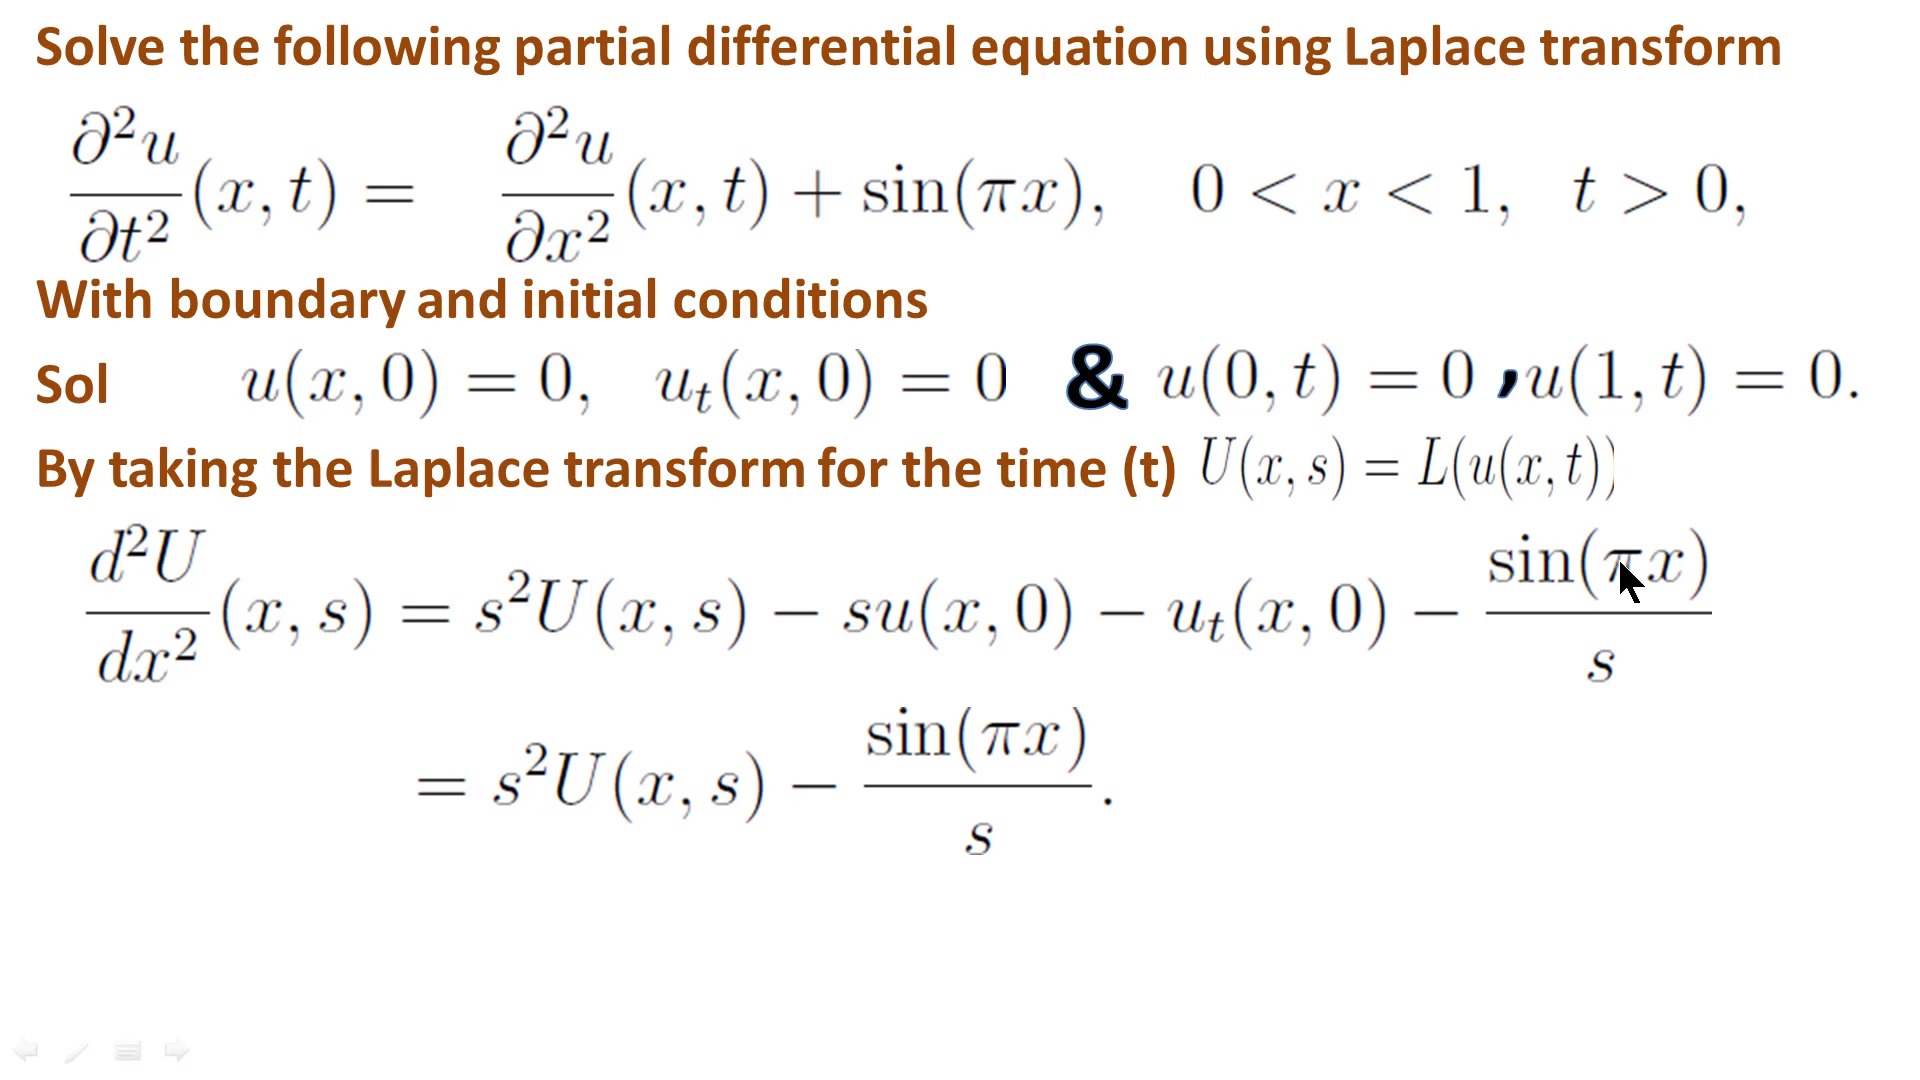 Solve the following partial differential equation using Laplace transform
∂²u/∂t² (x, t) = ∂²u/∂x² (x, t) + sin(πx), 0 < x < 1, t > 0,
With boundary and initial conditions
Sol u(x, 0) = 0, uₜ(x, 0) = 0 & u(0, t) = 0 , u(1, t) = 0.
By taking the Laplace transform for the time (t) U(x, s) = L(u(x, t))
d²U/dx² (x, s) = s²U(x, s) − su(x, 0) − uₜ(x, 0) − sin(πx)/s
= s²U(x, s) − sin(πx)/s .